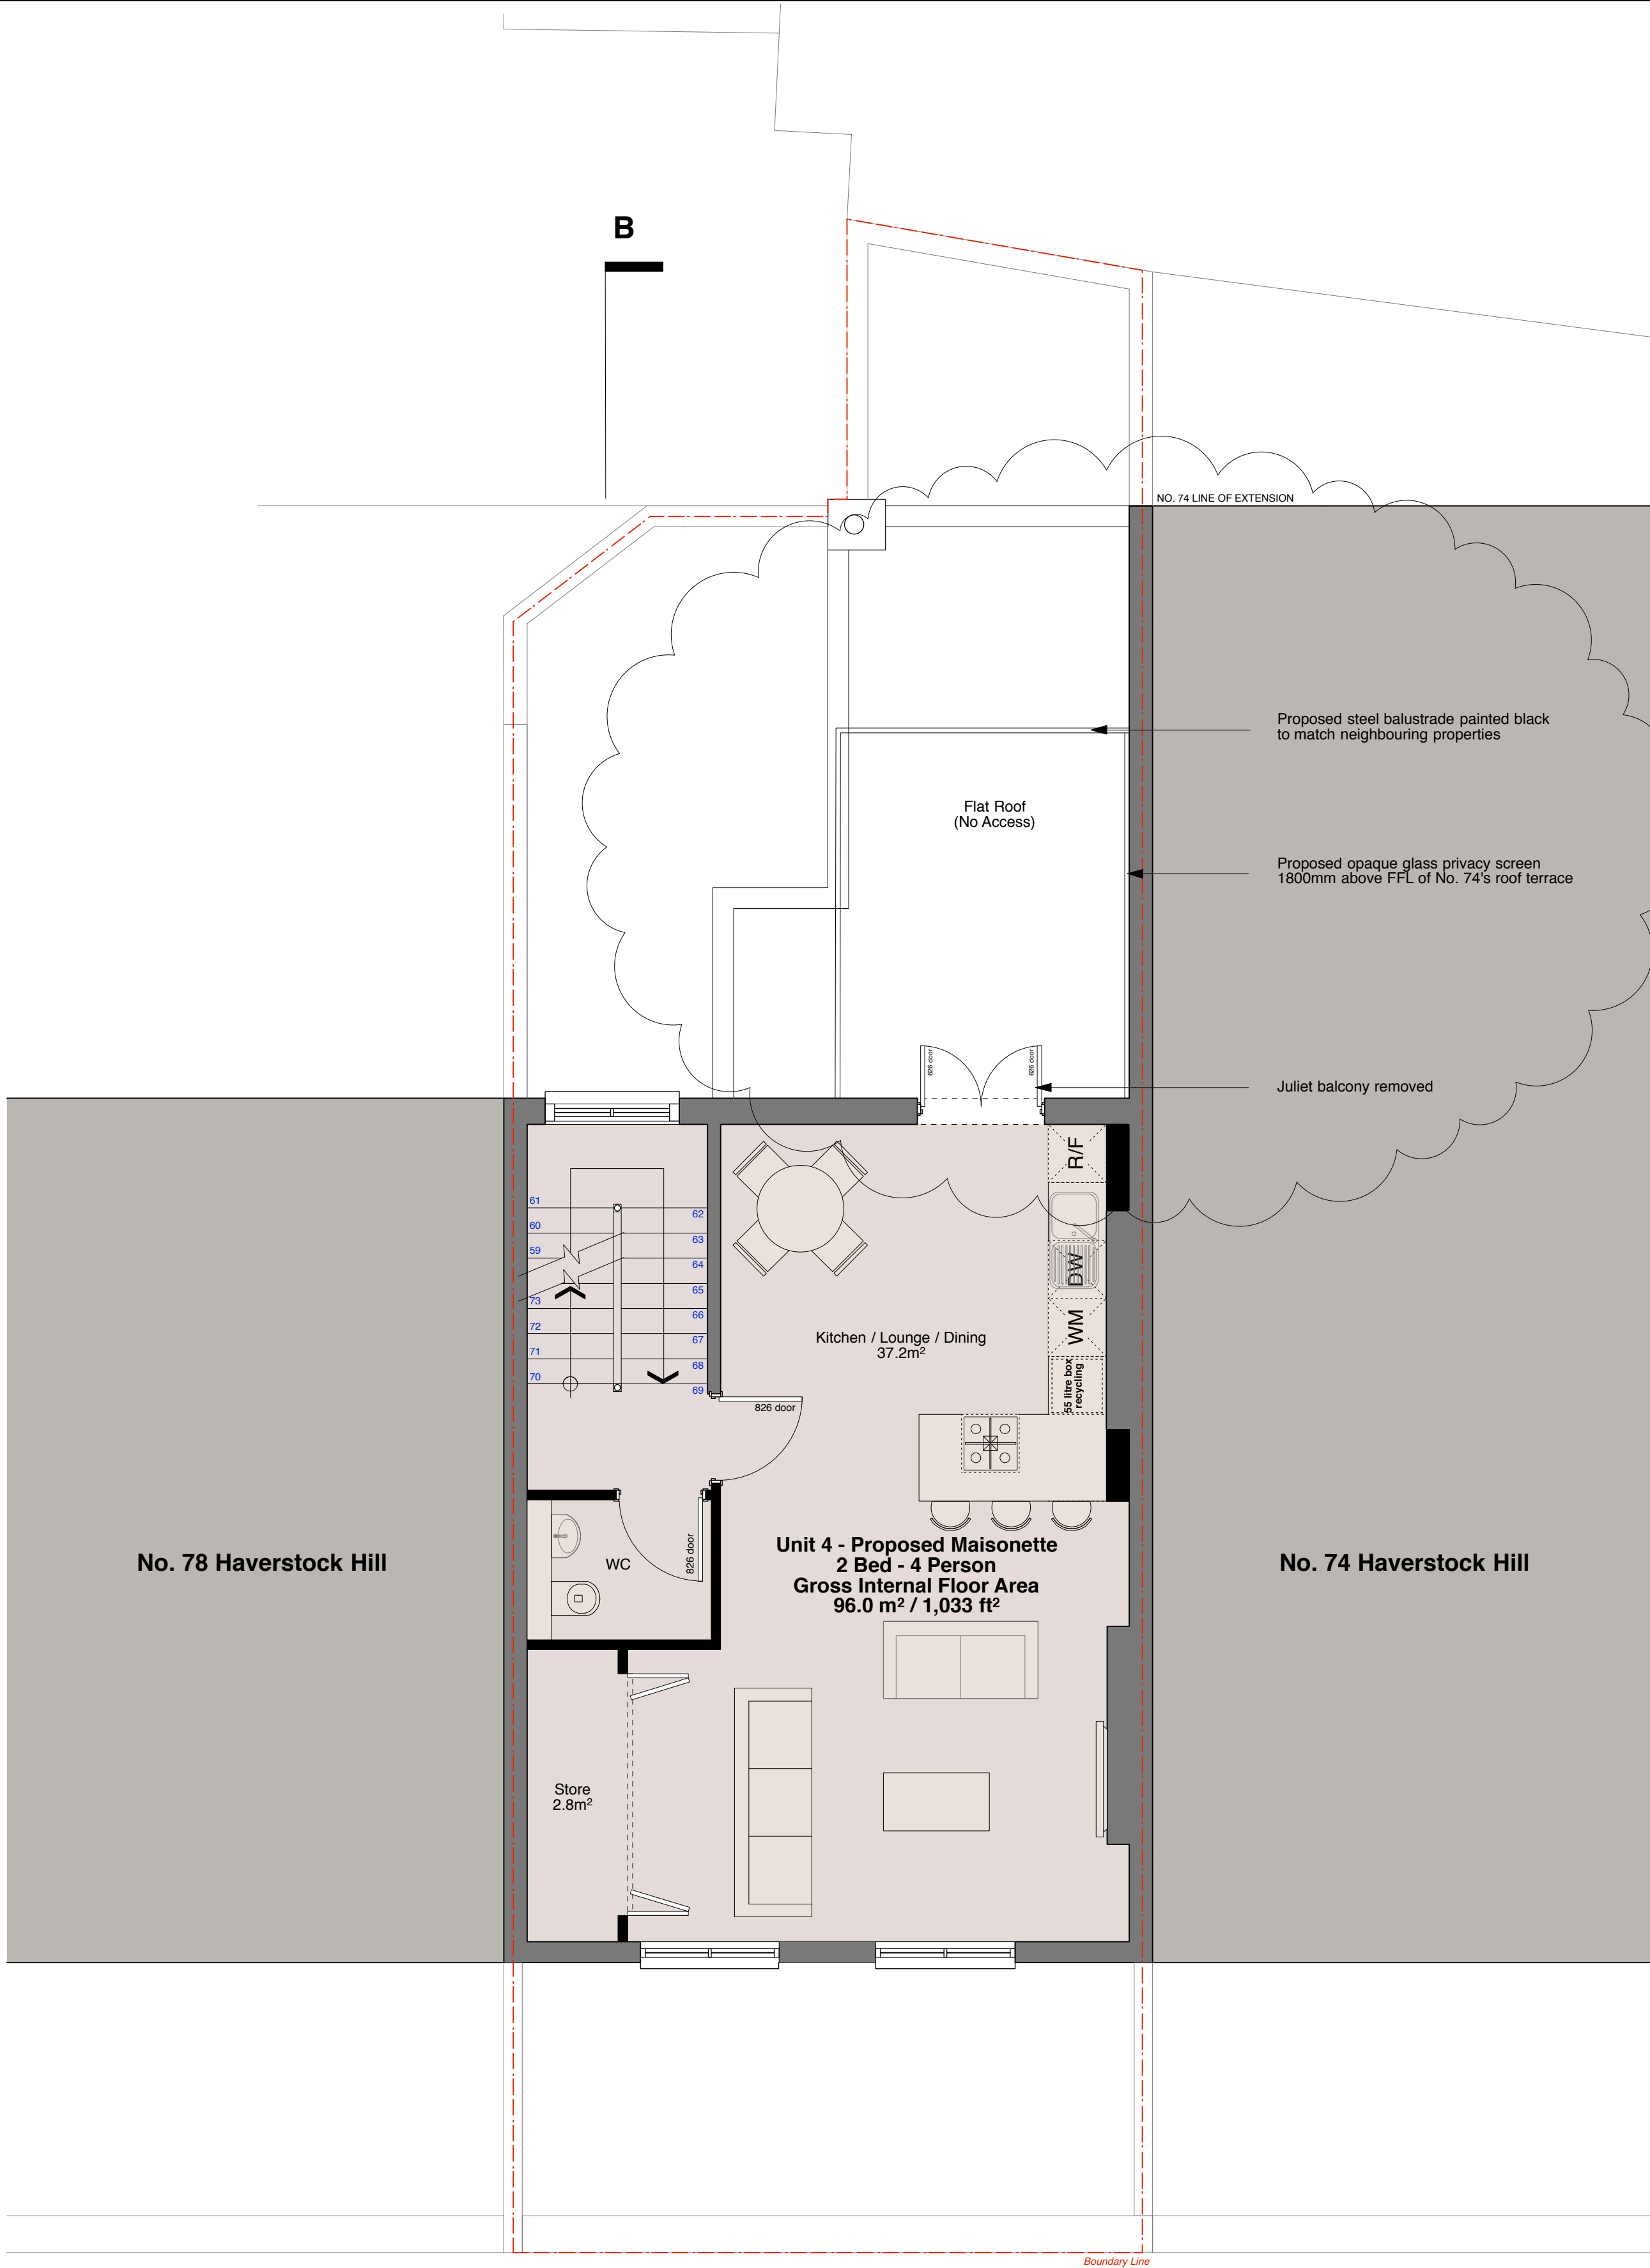 B
NO. 74 LINE OF EXTENSION
Proposed steel balustrade painted black
to match neighbouring properties
Flat Roof
(No Access)
Proposed opaque glass privacy screen
1800mm above FFL of No. 74's roof terrace
626 door
626 door
Juliet balcony removed
R/F
61
62
60
63
59
64
DW
65
73
66
72
67
WM
71
68
70
69
Kitchen / Lounge / Dining
37.2m²
55 litre box
recycling
826 door
826 door
WC
Unit 4 - Proposed Maisonette
2 Bed - 4 Person
Gross Internal Floor Area
96.0 m² / 1,033 ft²
No. 78 Haverstock Hill
No. 74 Haverstock Hill
Store
2.8m²
Boundary Line